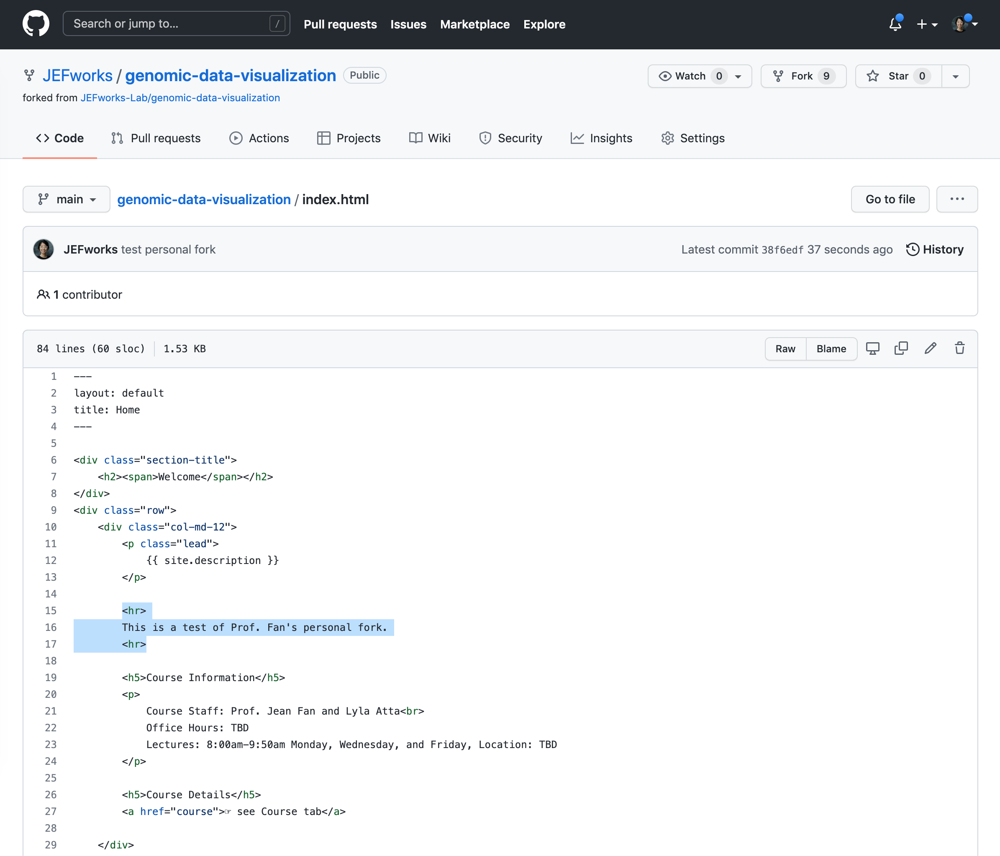 Search or jump to... /
Pull requests Issues Marketplace Explore
JEFworks / genomic-data-visualization Public
Watch 0 Fork 9 Star 0
forked from JEFworks-Lab/genomic-data-visualization
Code Pull requests Actions Projects Wiki Security Insights Settings
main genomic-data-visualization / index.html Go to file ...
JEFworks test personal fork Latest commit 38f6edf 37 seconds ago History
1 contributor
84 lines (60 sloc) 1.53 KB Raw Blame
1 ---
2 layout: default
3 title: Home
4 ---
5
6 <div class="section-title">
7     <h2><span>Welcome</span></h2>
8 </div>
9 <div class="row">
10     <div class="col-md-12">
11         <p class="lead">
12             {{ site.description }}
13         </p>
14
15         <hr>
16         This is a test of Prof. Fan's personal fork.
17         <hr>
18
19         <h5>Course Information</h5>
20         <p>
21             Course Staff: Prof. Jean Fan and Lyla Atta<br>
22             Office Hours: TBD
23             Lectures: 8:00am-9:50am Monday, Wednesday, and Friday, Location: TBD
24         </p>
25
26         <h5>Course Details</h5>
27         <a href="course">☞ see Course tab</a>
28
29     </div>